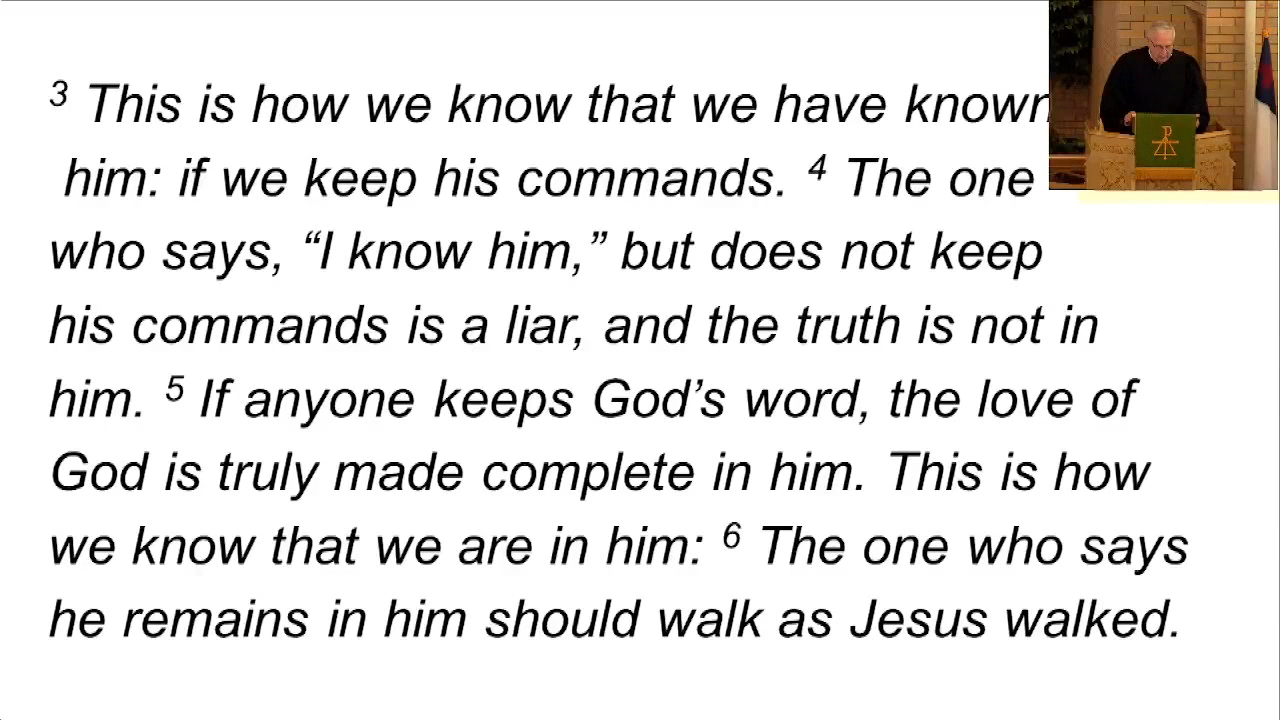 ³ This is how we know that we have known
him: if we keep his commands. ⁴ The one
who says, “I know him,” but does not keep
his commands is a liar, and the truth is not in
him. ⁵ If anyone keeps God’s word, the love of
God is truly made complete in him. This is how
we know that we are in him: ⁶ The one who says
he remains in him should walk as Jesus walked.